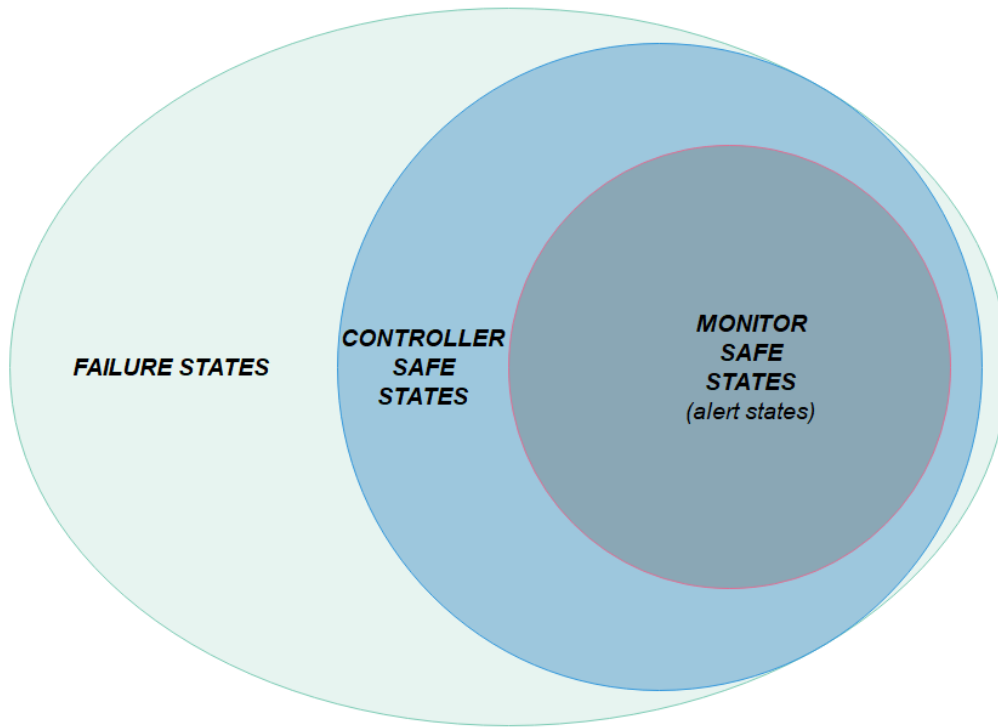 FAILURE STATES
CONTROLLER
SAFE
STATES
MONITOR
SAFE
STATES
(alert states)